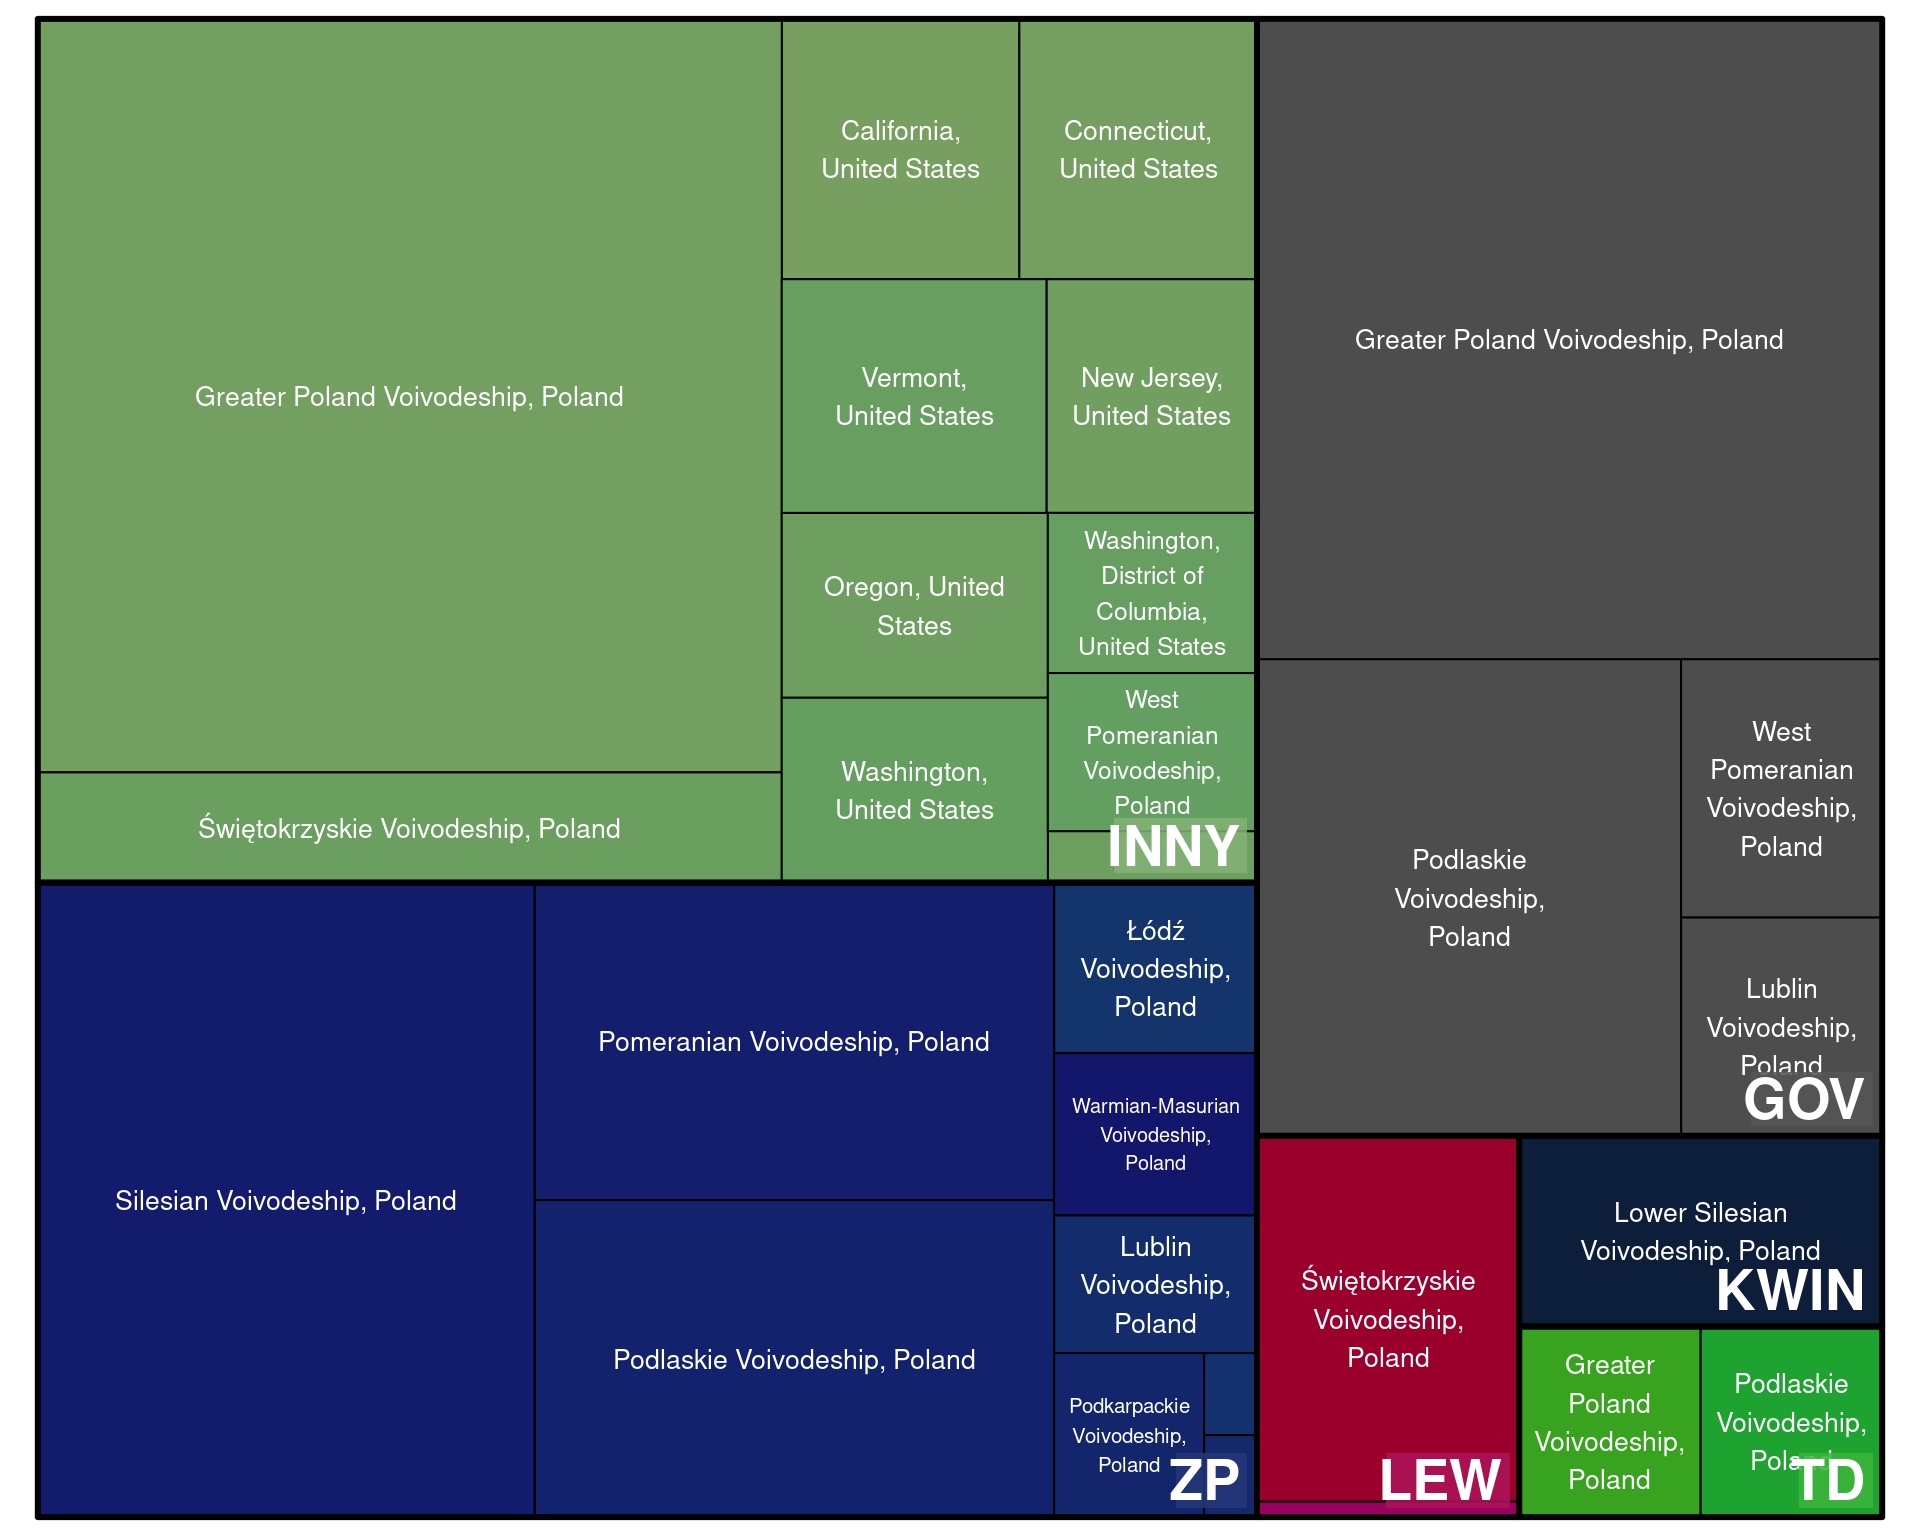 Greater Poland Voivodeship, Poland
Świętokrzyskie Voivodeship, Poland
California,
United States
Connecticut,
United States
Vermont,
United States
New Jersey,
United States
Oregon, United
States
Washington,
District of
Columbia,
United States
Washington,
United States
West
Pomeranian
Voivodeship,
Poland
INNY
Greater Poland Voivodeship, Poland
Podlaskie
Voivodeship,
Poland
West
Pomeranian
Voivodeship,
Poland
Lublin
Voivodeship,
Poland
GOV
Silesian Voivodeship, Poland
Pomeranian Voivodeship, Poland
Podlaskie Voivodeship, Poland
Łódź
Voivodeship,
Poland
Warmian-Masurian
Voivodeship,
Poland
Lublin
Voivodeship,
Poland
Podkarpackie
Voivodeship,
Poland
ZP
Świętokrzyskie
Voivodeship,
Poland
LEW
Lower Silesian
Voivodeship, Poland
KWIN
Greater
Poland
Voivodeship,
Poland
Podlaskie
Voivodeship,
Poland
TD